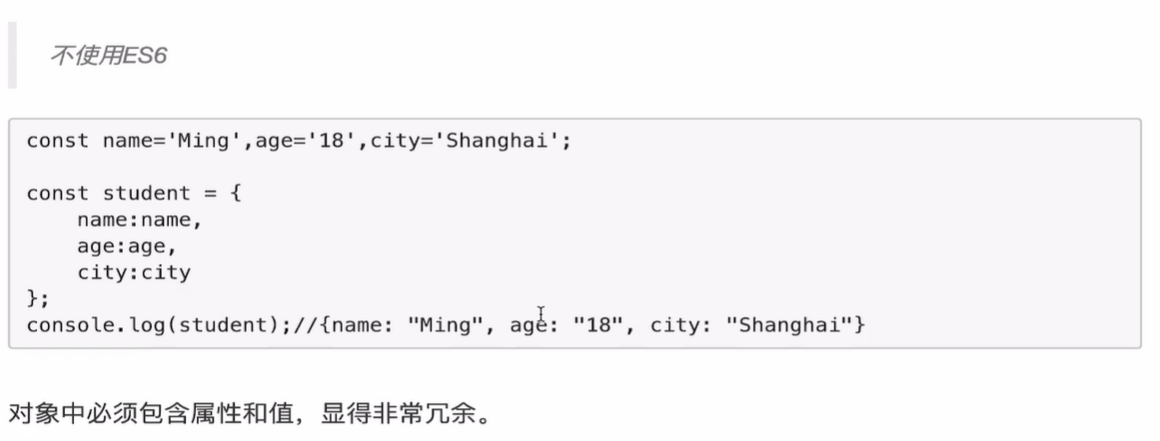 不使用ES6
const name='Ming',age='18',city='Shanghai';
const student = {
name:name,
age:age,
city:city
};
console.log(student);//{name: "Ming", age: "18", city: "Shanghai"}
对象中必须包含属性和值，显得非常冗余。